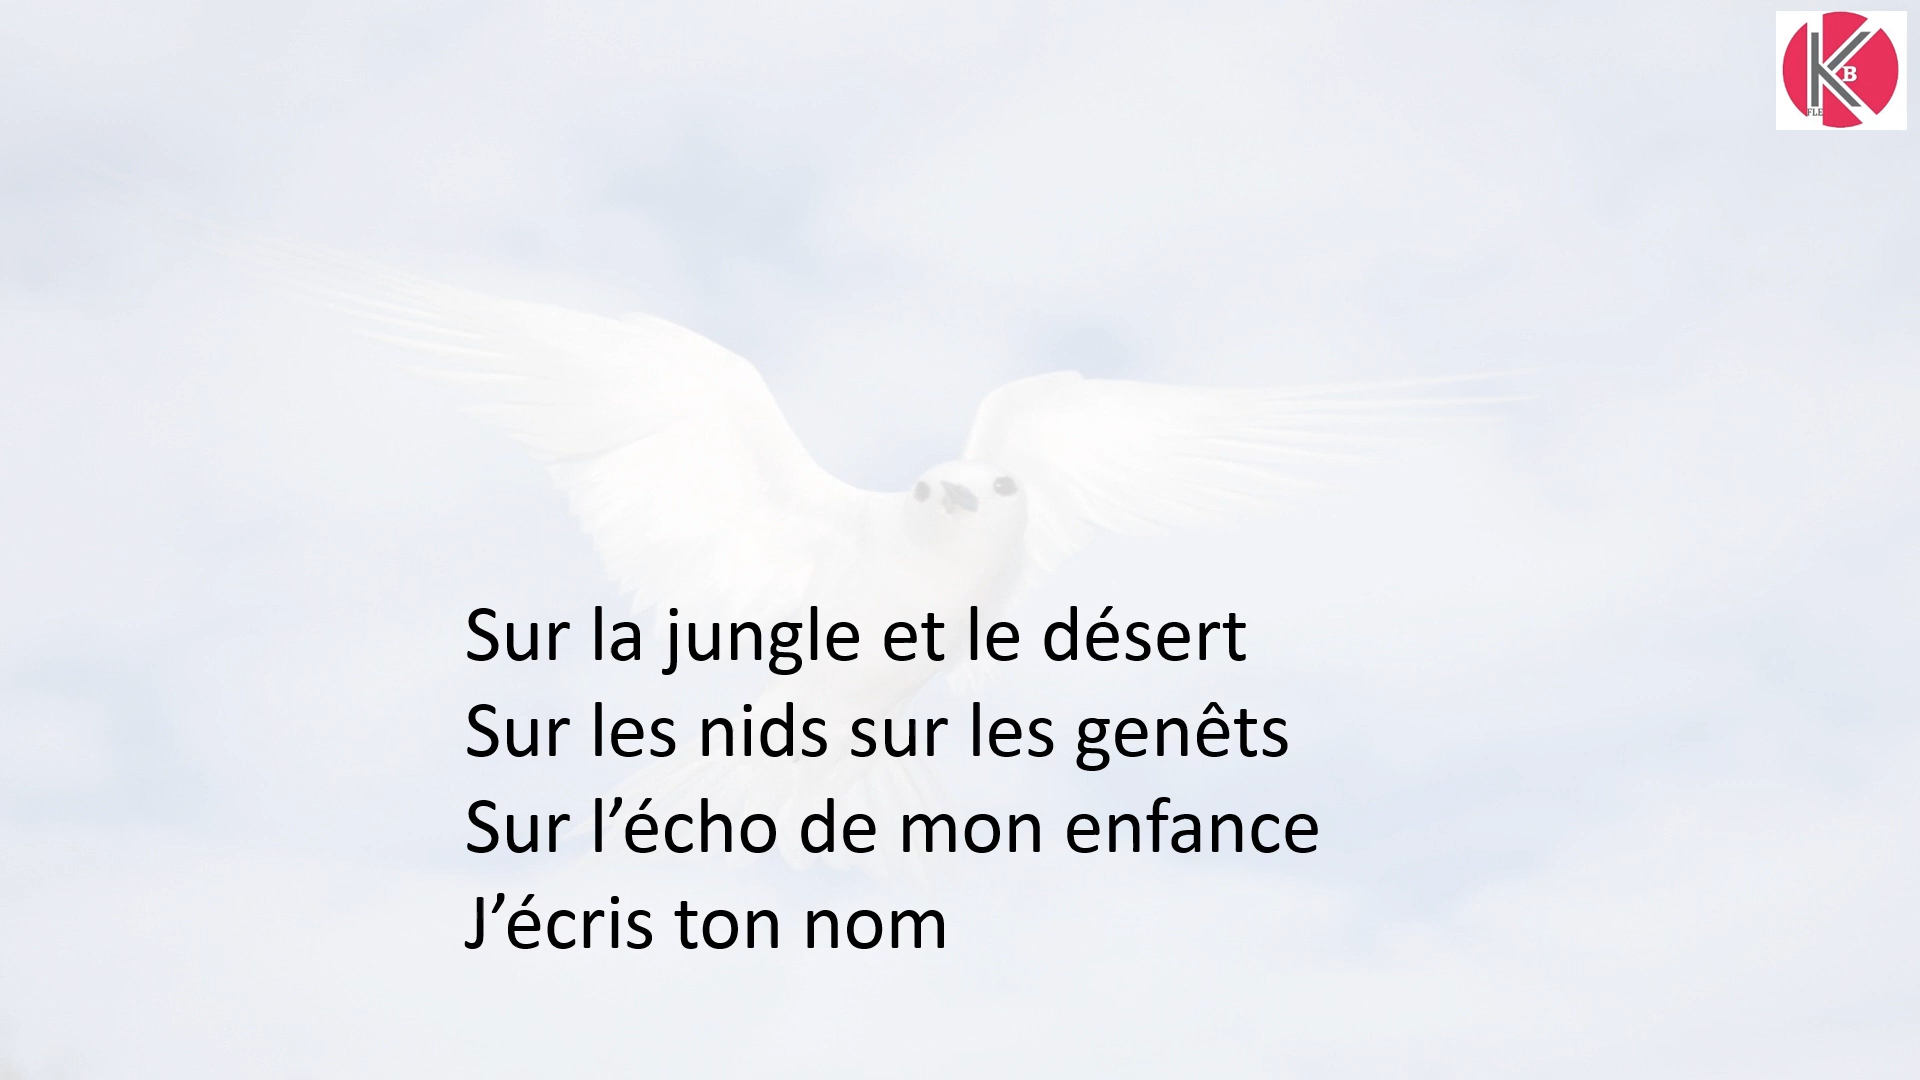 K
B
FLE
Sur la jungle et le désert
Sur les nids sur les genêts
Sur l’écho de mon enfance
J’écris ton nom